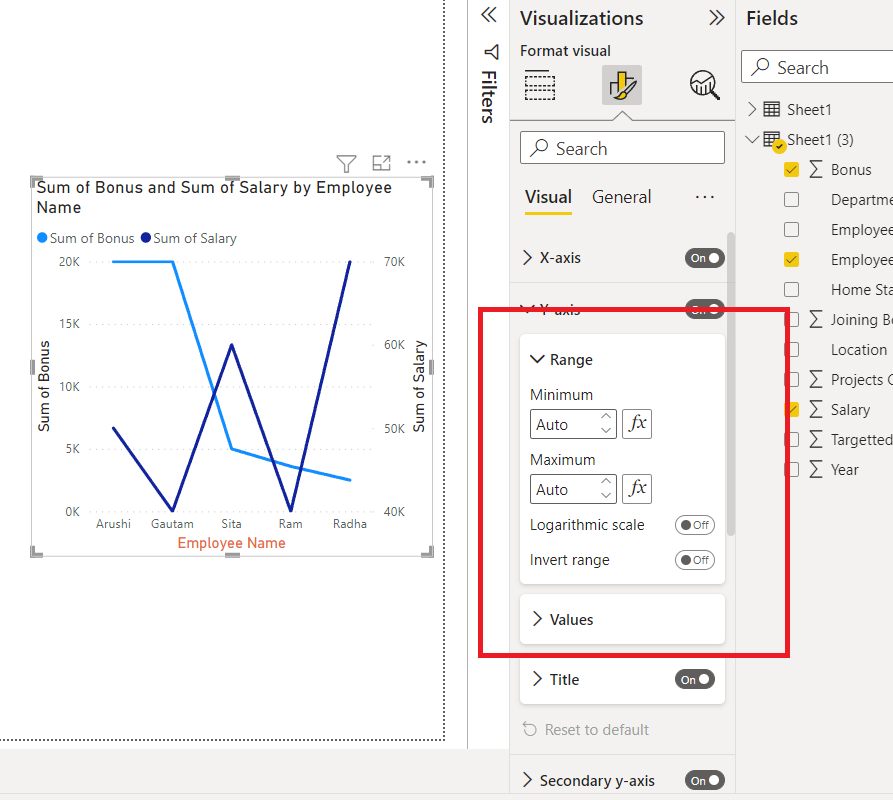 Sum of Bonus and Sum of Salary by Employee
Name
Sum of Bonus Sum of Salary
20K
15K
10K
5K
0K
Sum of Bonus
70K
60K
50K
40K
Sum of Salary
Arushi Gautam Sita Ram Radha
Employee Name
Filters
Visualizations
Format visual
Search
Visual General
X-axis On
Y-axis On
Range
Minimum
Auto fx
Maximum
Auto fx
Logarithmic scale Off
Invert range Off
Values
Title On
Reset to default
Secondary y-axis On
Fields
Search
Sheet1
Sheet1 (3)
Bonus
Departme
Employee
Employee
Home Sta
Joining Bo
Location
Projects C
Salary
Targetted
Year